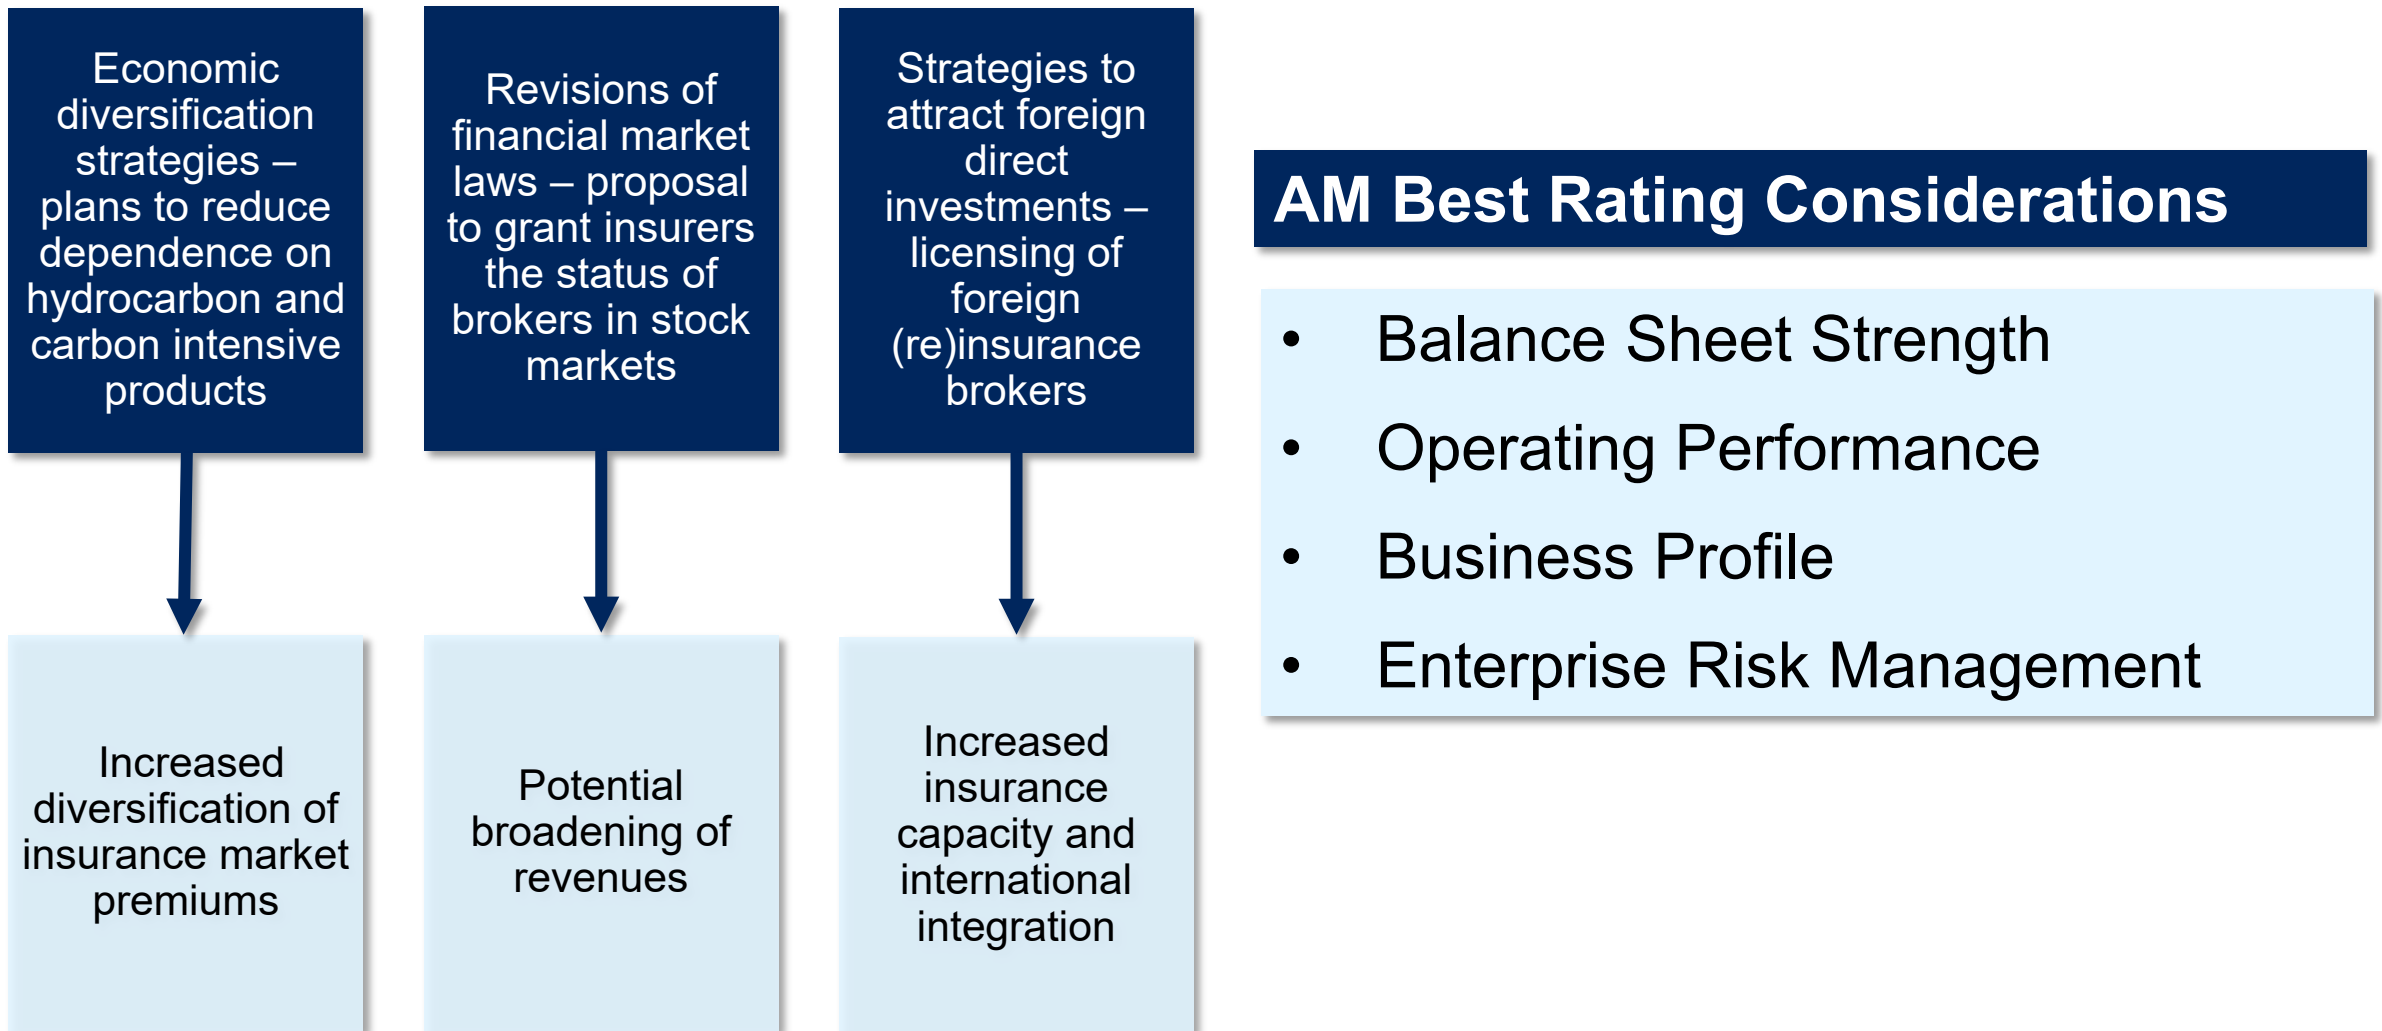 Economic
diversification
strategies –
plans to reduce
dependence on
hydrocarbon and
carbon intensive
products
Revisions of
financial market
laws – proposal
to grant insurers
the status of
brokers in stock
markets
Strategies to
attract foreign
direct
investments –
licensing of
foreign
(re)insurance
brokers
Increased
diversification of
insurance market
premiums
Potential
broadening of
revenues
Increased
insurance
capacity and
international
integration
AM Best Rating Considerations
• Balance Sheet Strength
• Operating Performance
• Business Profile
• Enterprise Risk Management